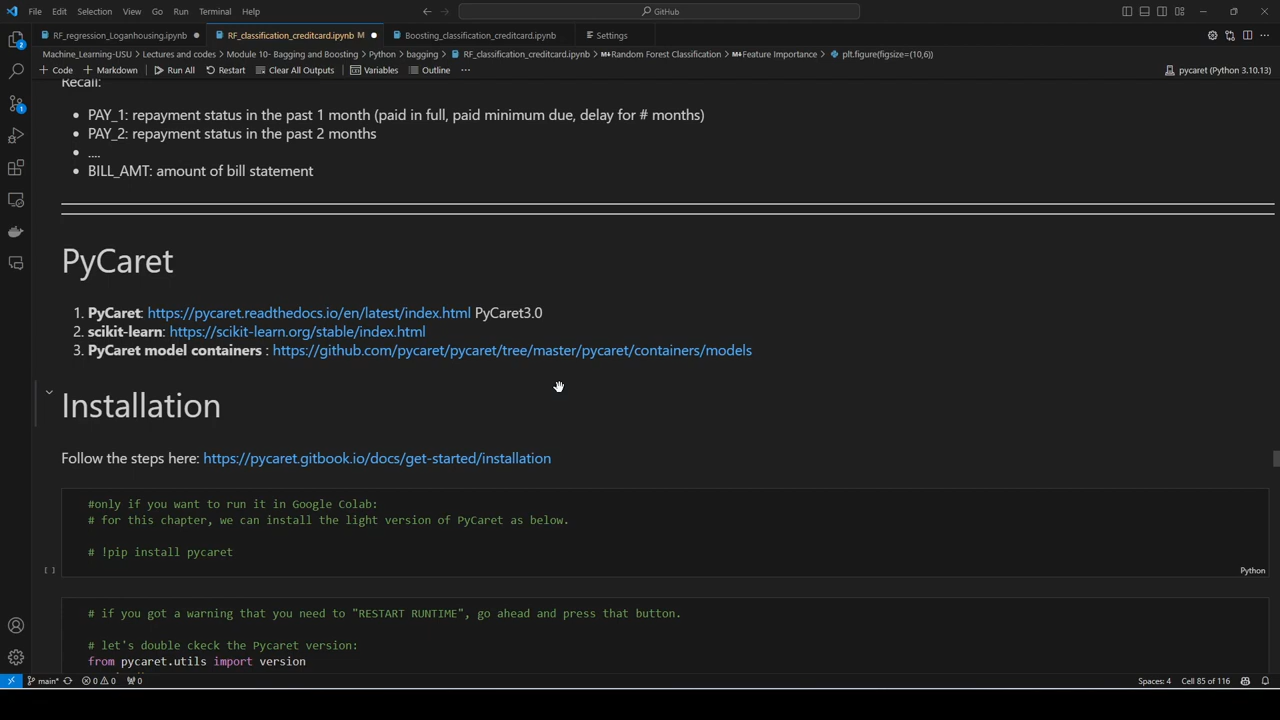 File Edit Selection View Go Run Terminal Help
GitHub
RF_regression_Loganhousing.ipynb RF_classification_creditcard.ipynb M Boosting_classification_creditcard.ipynb Settings
Machine_Learning-USU > Lectures and codes > Module 10- Bagging and Boosting > Python > bagging > RF_classification_creditcard.ipynb > Random Forest Classification > Feature Importance > plt.figure(figsize=(10,6))
+ Code + Markdown Run All Restart Clear All Outputs Variables Outline ... pycaret (Python 3.10.13)
Recall:
• PAY_1: repayment status in the past 1 month (paid in full, paid minimum due, delay for # months)
• PAY_2: repayment status in the past 2 months
• ....
• BILL_AMT: amount of bill statement
PyCaret
1. PyCaret: https://pycaret.readthedocs.io/en/latest/index.html PyCaret3.0
2. scikit-learn: https://scikit-learn.org/stable/index.html
3. PyCaret model containers : https://github.com/pycaret/pycaret/tree/master/pycaret/containers/models
Installation
Follow the steps here: https://pycaret.gitbook.io/docs/get-started/installation
#only if you want to run it in Google Colab:
# for this chapter, we can install the light version of PyCaret as below.
# !pip install pycaret
[ ] Python
# if you got a warning that you need to "RESTART RUNTIME", go ahead and press that button.
# let's double ckeck the Pycaret version:
from pycaret.utils import version
main* 0 0 0 Spaces: 4 Cell 85 of 116